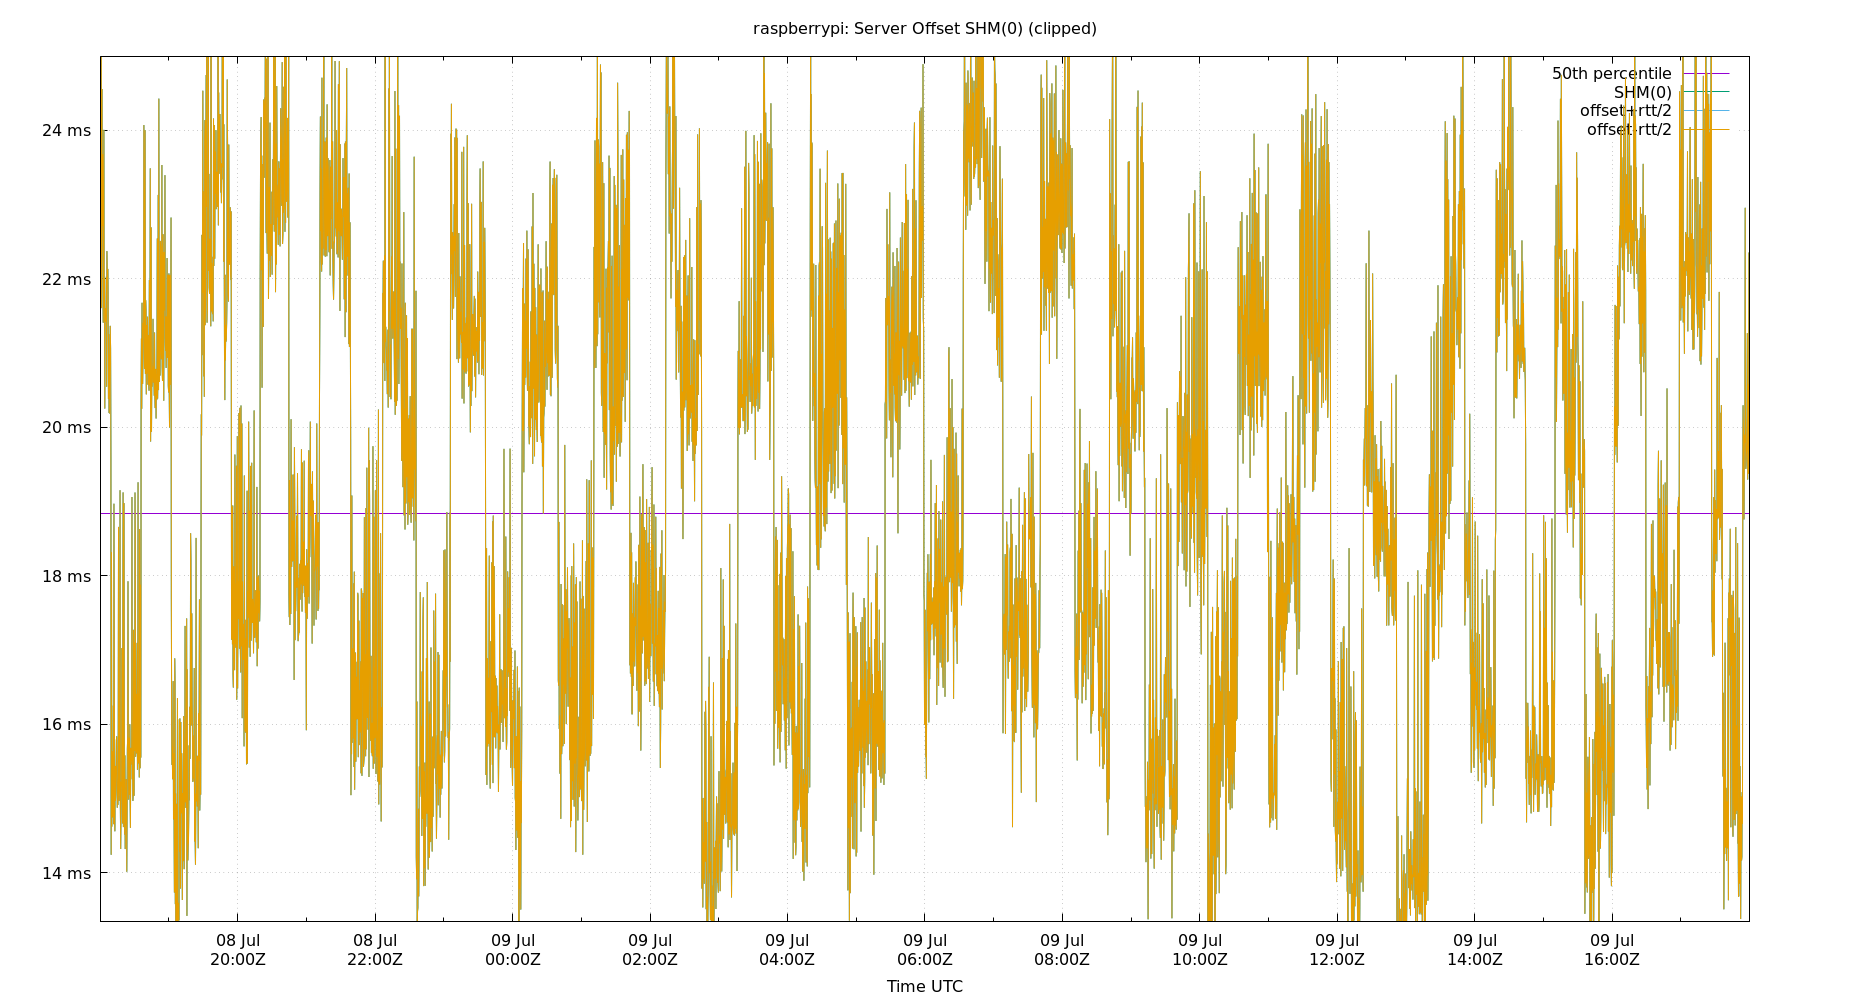 raspberrypi: Server Offset SHM(0) (clipped)
50th percentile
SHM(0)
offset+rtt/2
offset-rtt/2
24 ms
22 ms
20 ms
18 ms
16 ms
14 ms
08 Jul 08 Jul 09 Jul 09 Jul 09 Jul 09 Jul 09 Jul 09 Jul 09 Jul 09 Jul 09 Jul
20:00Z 22:00Z 00:00Z 02:00Z 04:00Z 06:00Z 08:00Z 10:00Z 12:00Z 14:00Z 16:00Z
Time UTC